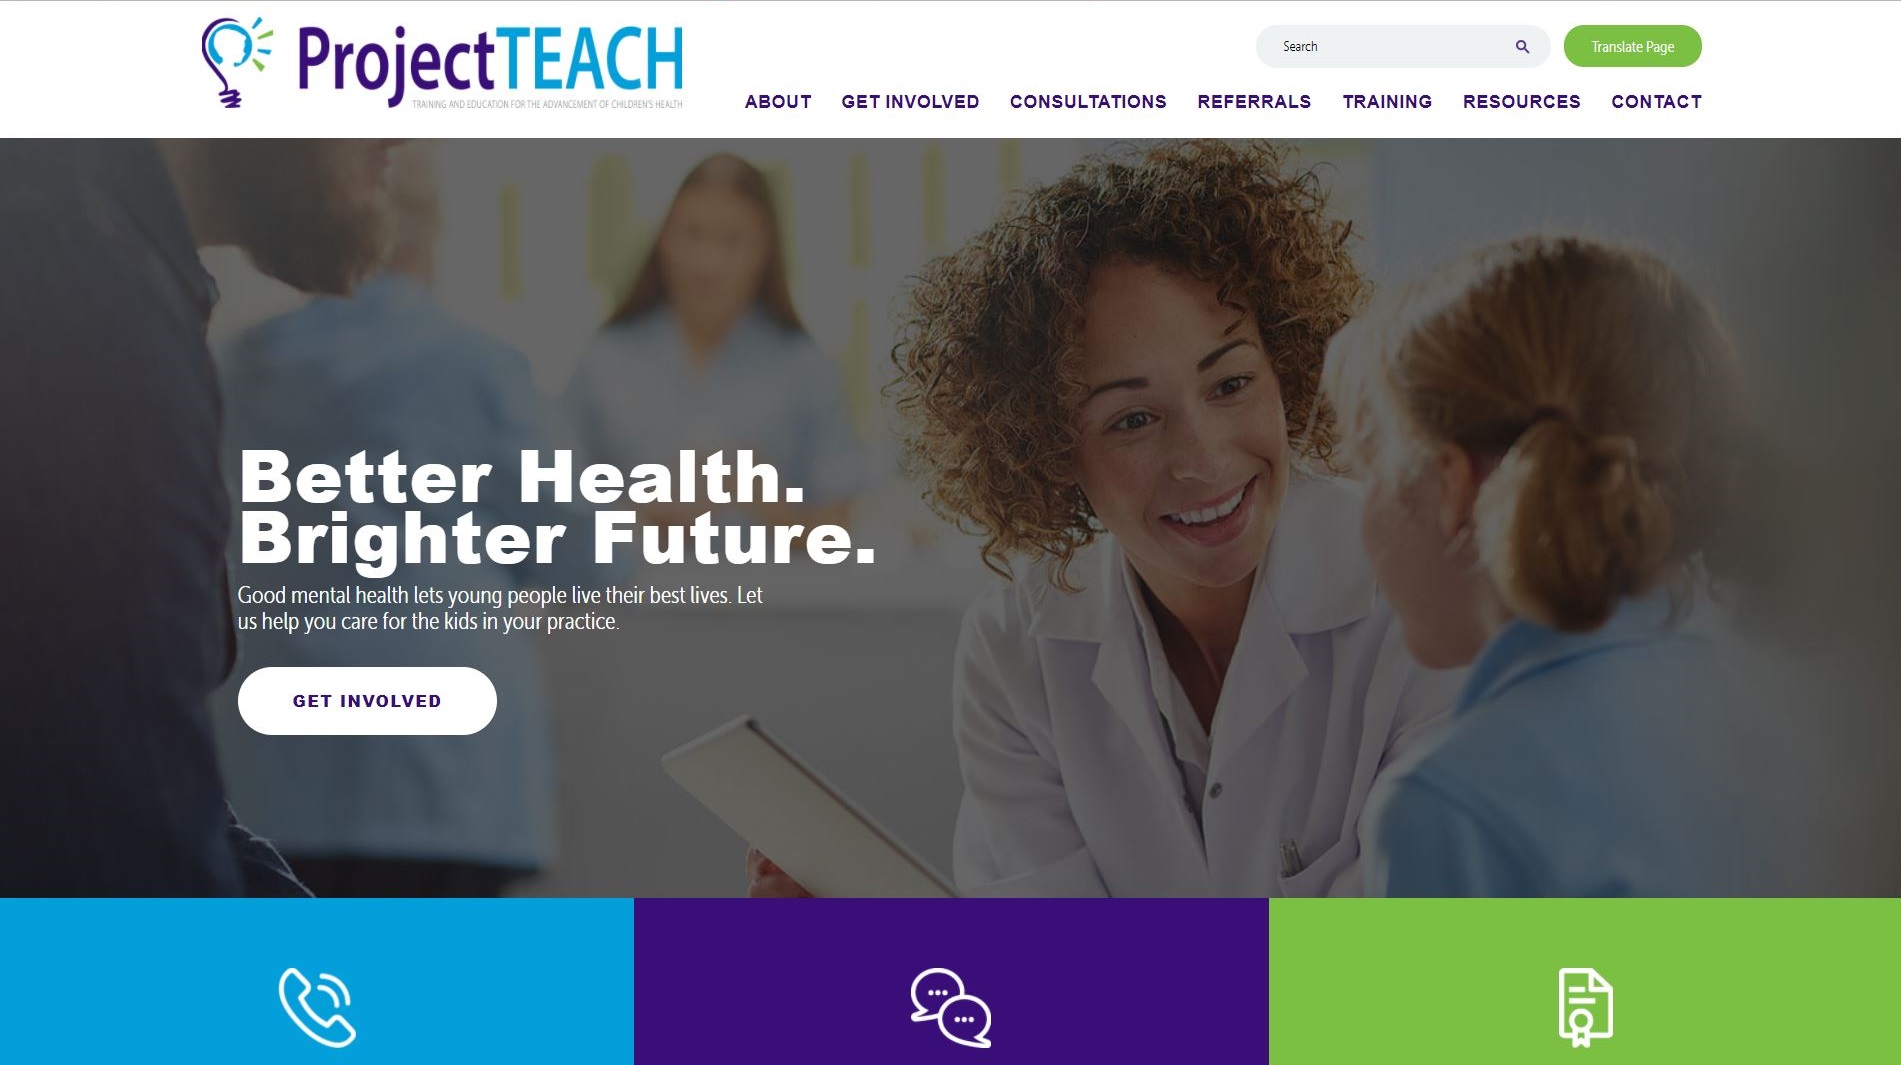 ProjectTEACH
TRAINING AND EDUCATION FOR THE ADVANCEMENT OF CHILDREN'S HEALTH
Search
Translate Page
ABOUT GET INVOLVED CONSULTATIONS REFERRALS TRAINING RESOURCES CONTACT
Better Health.
Brighter Future.
Good mental health lets young people live their best lives. Let
us help you care for the kids in your practice.
GET INVOLVED